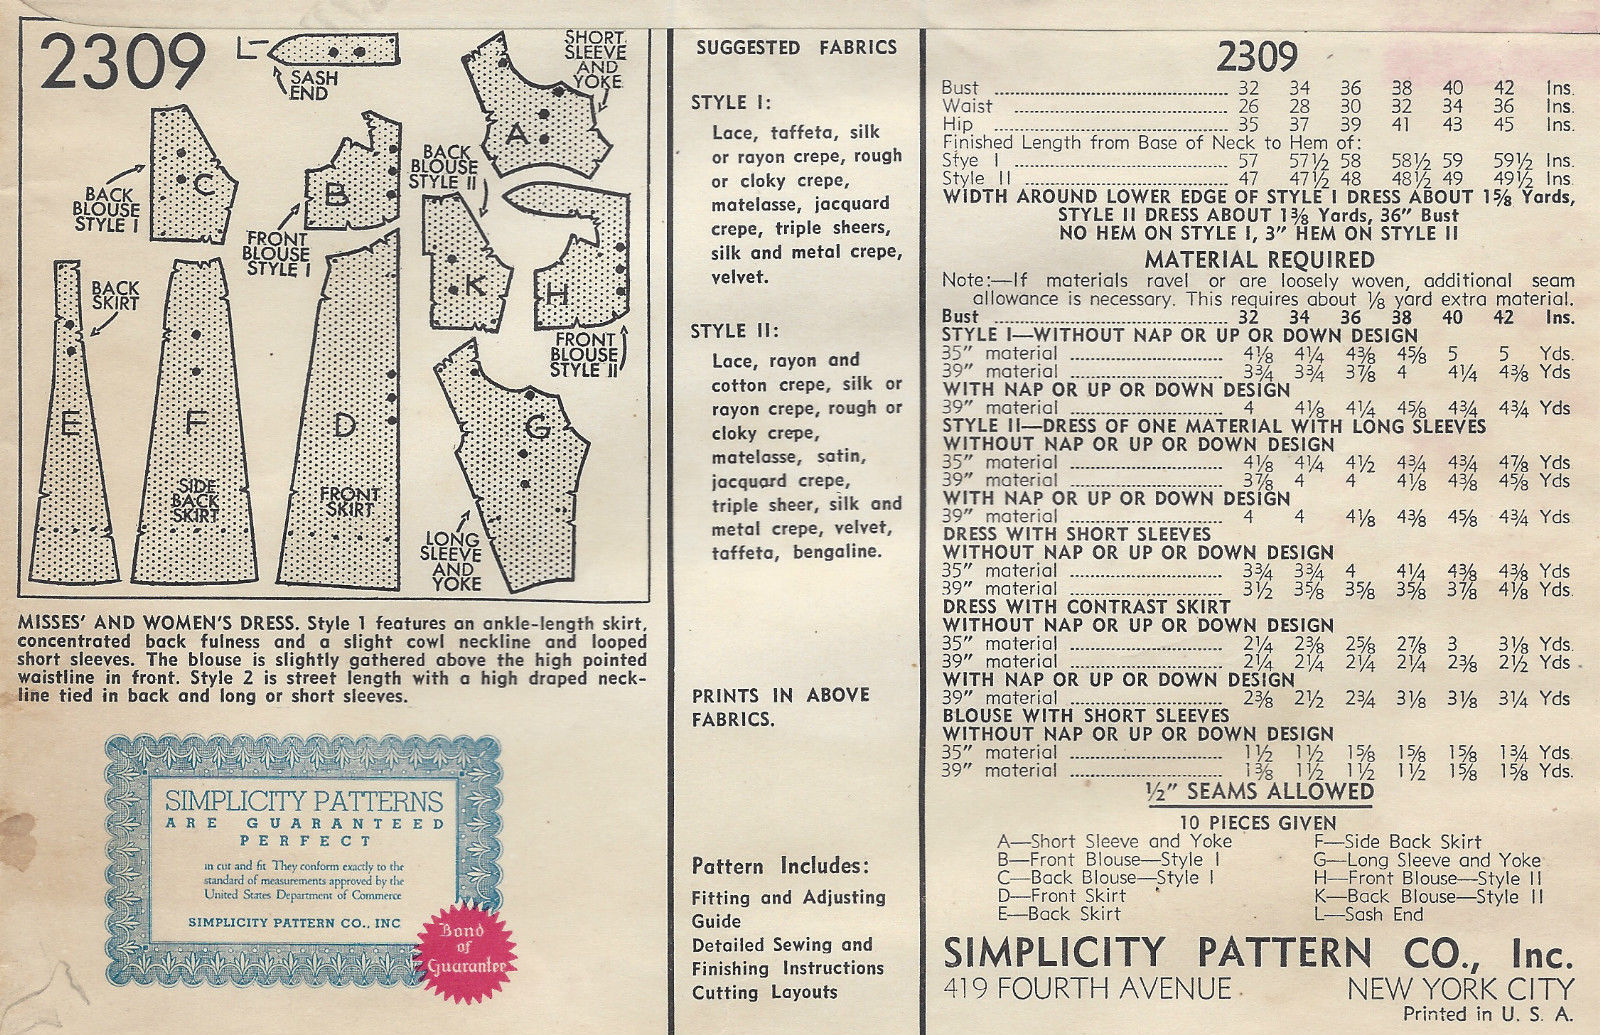 2309
L
SASH
END
SHORT
SLEEVE
AND
YOKE
A
BACK
BLOUSE
STYLE I
C
FRONT
BLOUSE
STYLE I
B
BACK
BLOUSE
STYLE II
K
H
FRONT
BLOUSE
STYLE II
BACK
SKIRT
E
F
SIDE
BACK
SKIRT
D
FRONT
SKIRT
G
LONG
SLEEVE
AND
YOKE
MISSES' AND WOMEN'S DRESS. Style 1 features an ankle-length skirt,
concentrated back fulness and a slight cowl neckline and looped
short sleeves. The blouse is slightly gathered above the high pointed
waistline in front. Style 2 is street length with a high draped neck-
line tied in back and long or short sleeves.
SIMPLICITY PATTERNS
ARE GUARANTEED
PERFECT
in cut and fit They conform exactly to the
standard of measurements approved by the
United States Department of Commerce
SIMPLICITY PATTERN CO., INC
Bond
of
Guarantee
SUGGESTED FABRICS
STYLE I:
Lace, taffeta, silk
or rayon crepe, rough
or cloky crepe,
matelasse, jacquard
crepe, triple sheers,
silk and metal crepe,
velvet.
STYLE II:
Lace, rayon and
cotton crepe, silk or
rayon crepe, rough or
cloky crepe,
matelasse, satin,
jacquard crepe,
triple sheer, silk and
metal crepe, velvet,
taffeta, bengaline.
PRINTS IN ABOVE
FABRICS.
Pattern Includes:
Fitting and Adjusting
Guide
Detailed Sewing and
Finishing Instructions
Cutting Layouts
2309
Bust 32 34 36 38 40 42 Ins.
Waist 26 28 30 32 34 36 Ins.
Hip 35 37 39 41 43 45 Ins.
Finished Length from Base of Neck to Hem of:
Stye I 57 57½ 58 58½ 59 59½ Ins.
Style II 47 47½ 48 48½ 49 49½ Ins.
WIDTH AROUND LOWER EDGE OF STYLE I DRESS ABOUT 1⅝ Yards,
STYLE II DRESS ABOUT 1⅜ Yards, 36" Bust
NO HEM ON STYLE I, 3" HEM ON STYLE II
MATERIAL REQUIRED
Note:—If materials ravel or are loosely woven, additional seam
allowance is necessary. This requires about ⅛ yard extra material.
Bust 32 34 36 38 40 42 Ins.
STYLE I—WITHOUT NAP OR UP OR DOWN DESIGN
35" material 4⅛ 4¼ 4⅜ 4⅝ 5 5 Yds.
39" material 3¾ 3¾ 3⅞ 4 4¼ 4⅜ Yds
WITH NAP OR UP OR DOWN DESIGN
39" material 4 4⅛ 4¼ 4⅝ 4¾ 4¾ Yds
STYLE II—DRESS OF ONE MATERIAL WITH LONG SLEEVES
WITHOUT NAP OR UP OR DOWN DESIGN
35" material 4⅛ 4¼ 4½ 4¾ 4¾ 4⅞ Yds
39" material 3⅞ 4 4 4⅛ 4⅜ 4⅝ Yds
WITH NAP OR UP OR DOWN DESIGN
39" material 4 4 4⅛ 4⅜ 4⅝ 4¾ Yds
DRESS WITH SHORT SLEEVES
WITHOUT NAP OR UP OR DOWN DESIGN
35" material 3¾ 3¾ 4 4¼ 4⅜ 4⅜ Yds
39" material 3½ 3⅝ 3⅝ 3⅝ 3⅞ 4⅛ Yds.
DRESS WITH CONTRAST SKIRT
WITHOUT NAP OR UP OR DOWN DESIGN
35" material 2¼ 2⅜ 2⅝ 2⅞ 3 3⅛ Yds
39" material 2¼ 2¼ 2¼ 2¼ 2⅜ 2½ Yds
WITH NAP OR UP OR DOWN DESIGN
39" material 2⅜ 2½ 2¾ 3⅛ 3⅛ 3¼ Yds
BLOUSE WITH SHORT SLEEVES
WITHOUT NAP OR UP OR DOWN DESIGN
35" material 1½ 1½ 1⅝ 1⅝ 1⅝ 1¾ Yds
39" material 1⅜ 1½ 1½ 1½ 1⅝ 1⅝ Yds.
½" SEAMS ALLOWED
10 PIECES GIVEN
A—Short Sleeve and Yoke
B—Front Blouse—Style I
C—Back Blouse—Style I
D—Front Skirt
E—Back Skirt
F—Side Back Skirt
G—Long Sleeve and Yoke
H—Front Blouse—Style II
K—Back Blouse—Style II
L—Sash End
SIMPLICITY PATTERN CO., Inc.
419 FOURTH AVENUE NEW YORK CITY
Printed in U. S. A.